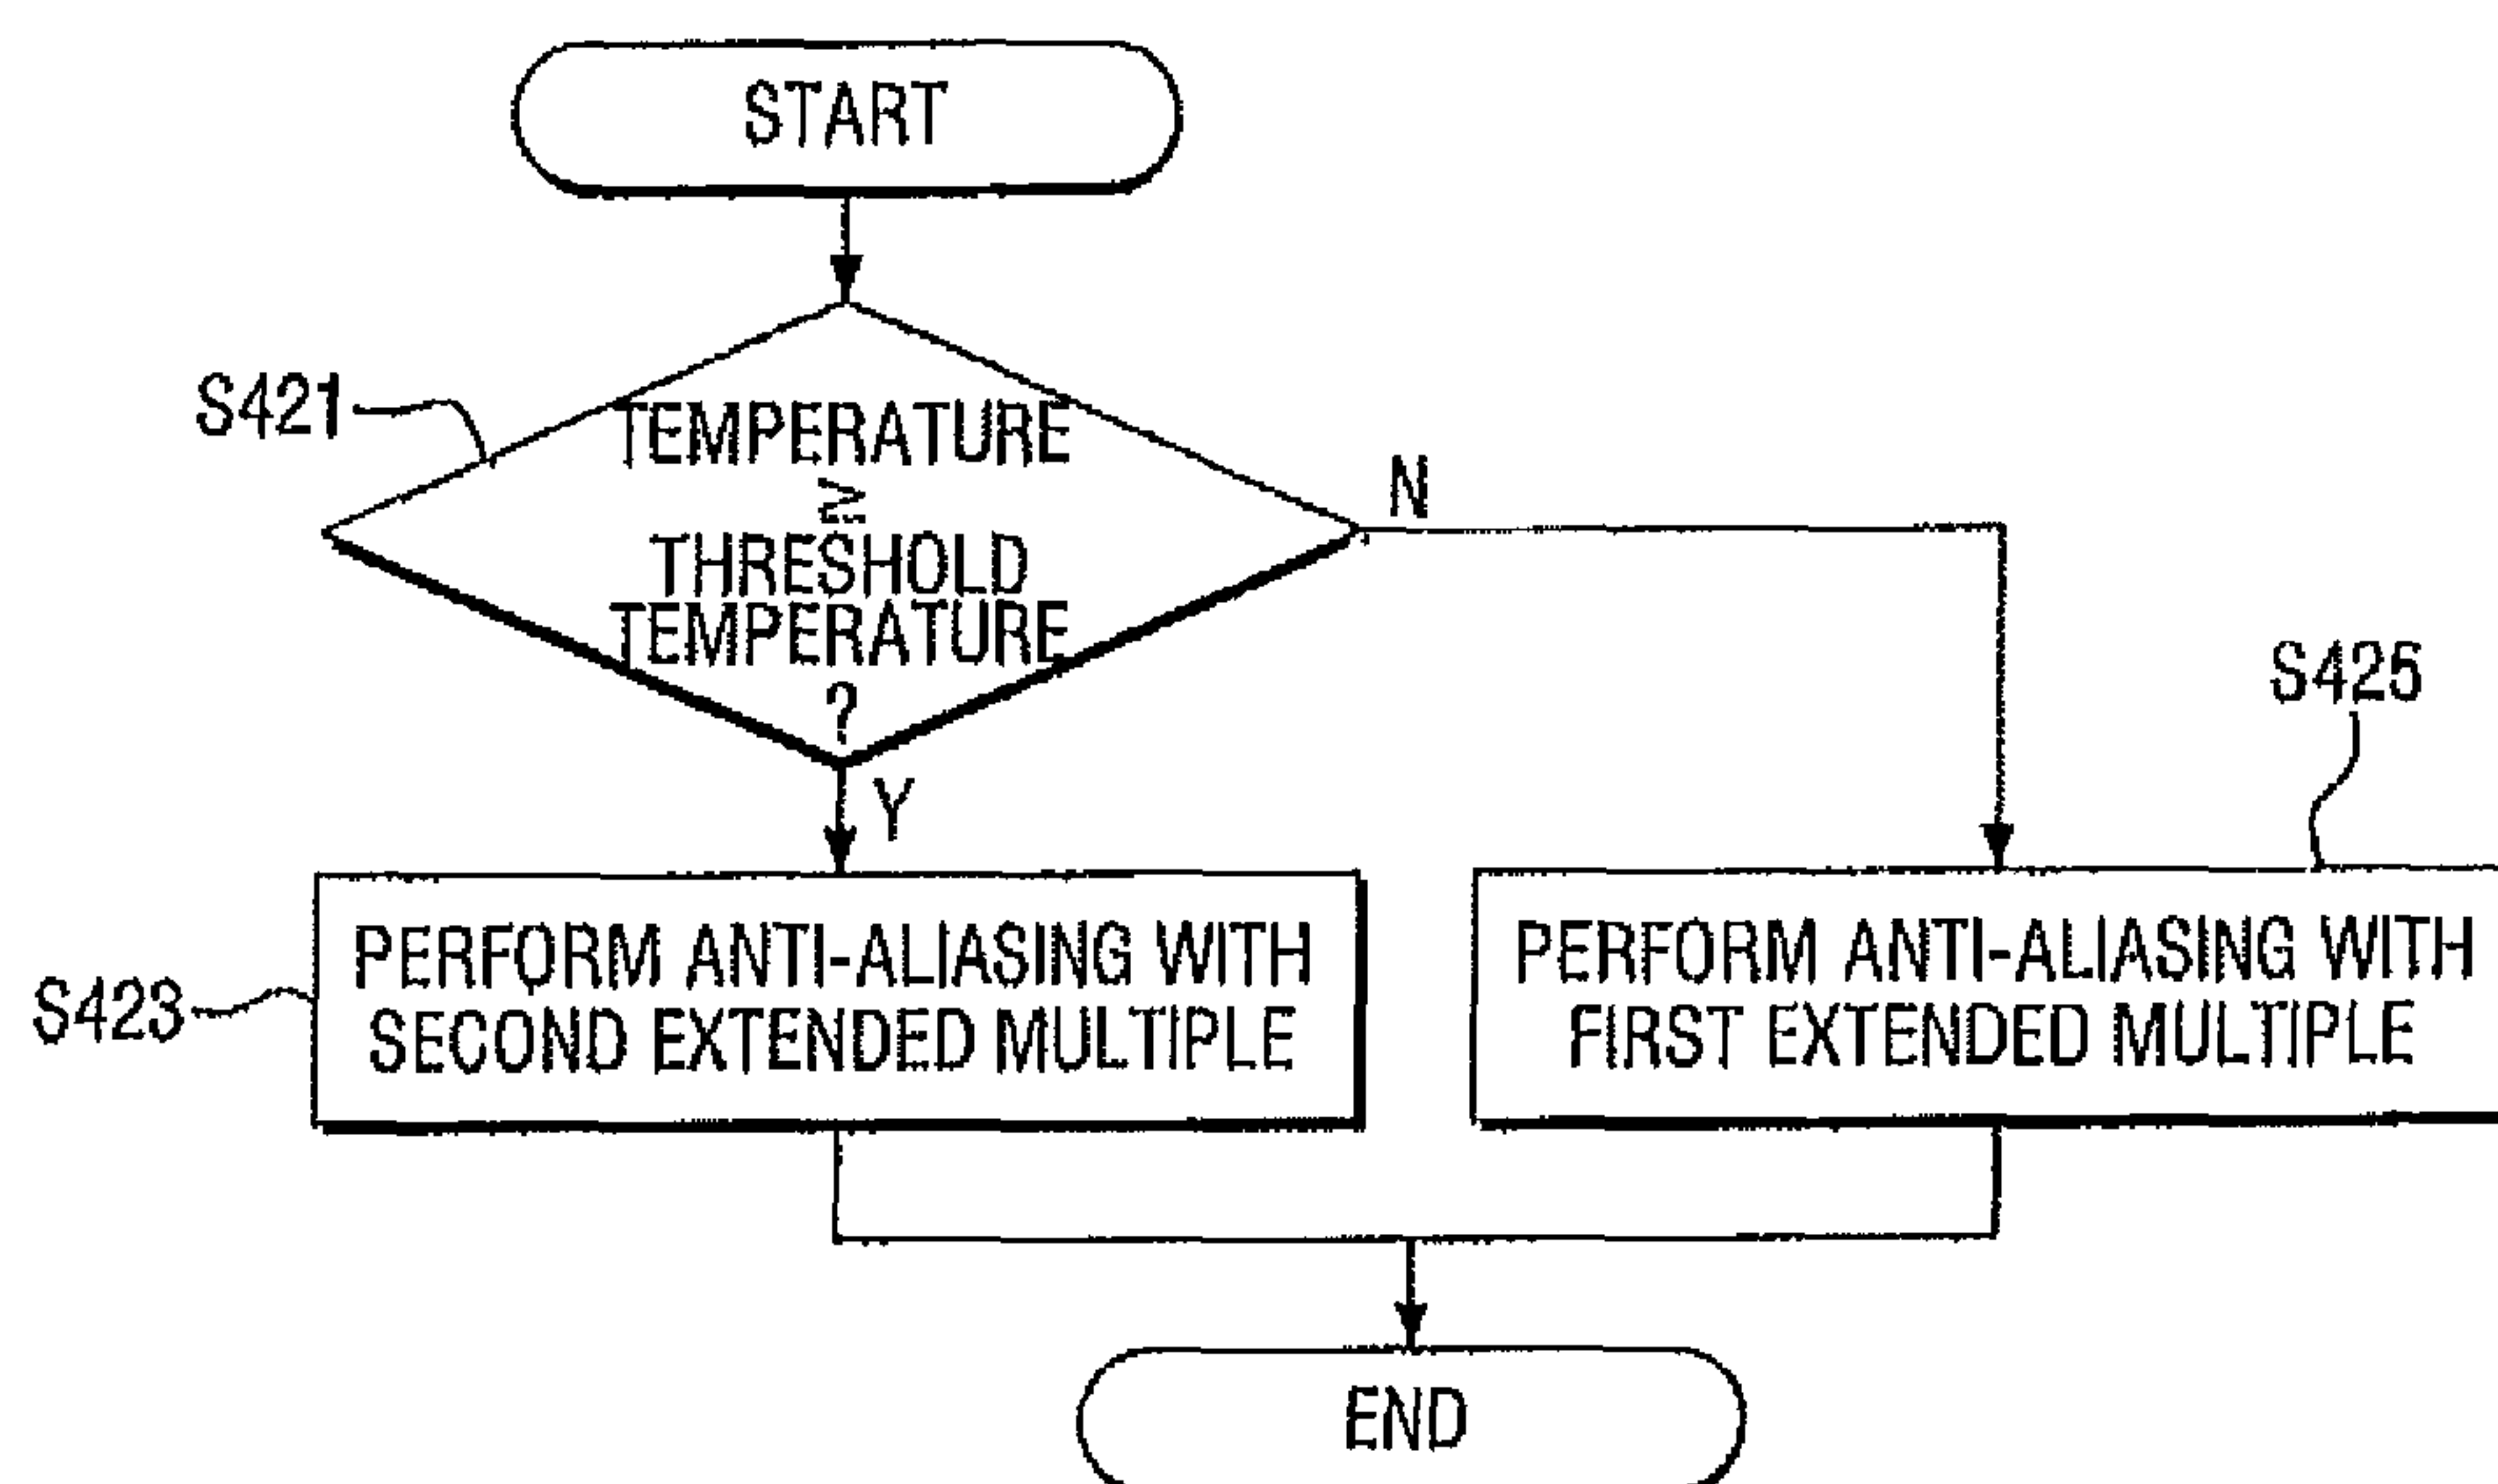 START
S421
TEMPERATURE
≥
THRESHOLD
TEMPERATURE
?
N
Y
S425
S423
PERFORM ANTI-ALIASING WITH
SECOND EXTENDED MULTIPLE
PERFORM ANTI-ALIASING WITH
FIRST EXTENDED MULTIPLE
END